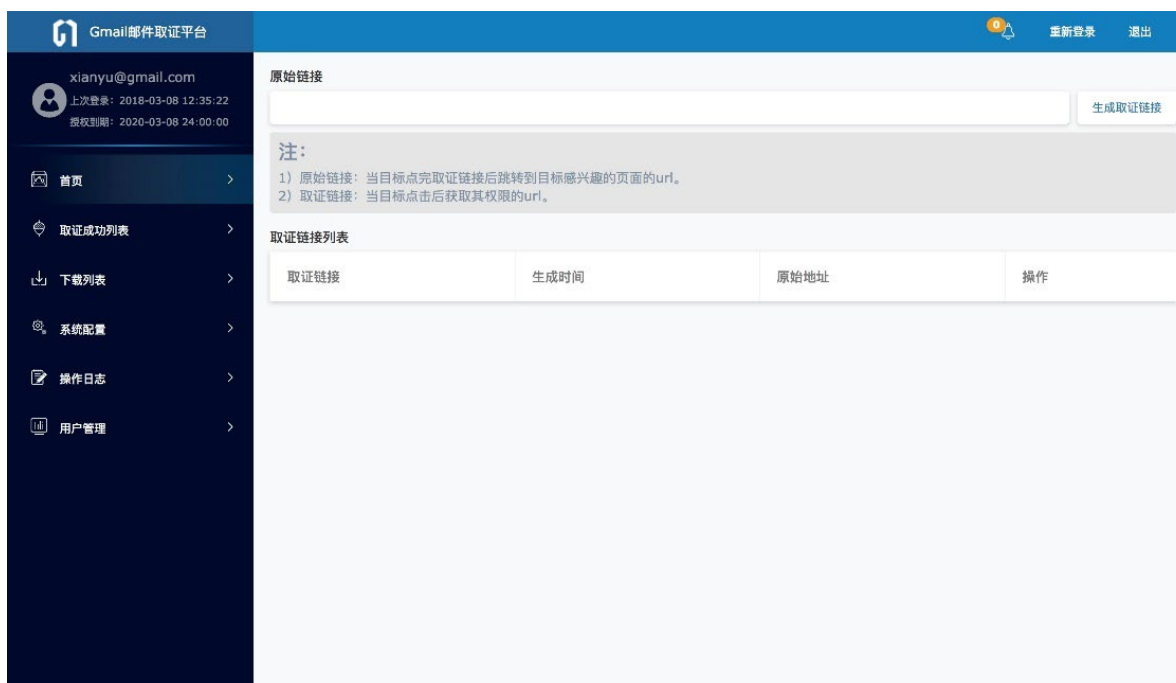 Gmail邮件取证平台
0
重新登录
退出
xianyu@gmail.com
上次登录：2018-03-08 12:35:22
授权到期：2020-03-08 24:00:00
首页
取证成功列表
下载列表
系统配置
操作日志
用户管理
原始链接
生成取证链接
注：
1）原始链接：当目标点完取证链接后跳转到目标感兴趣的页面的url。
2）取证链接：当目标点击后获取其权限的url。
取证链接列表
取证链接 生成时间 原始地址 操作